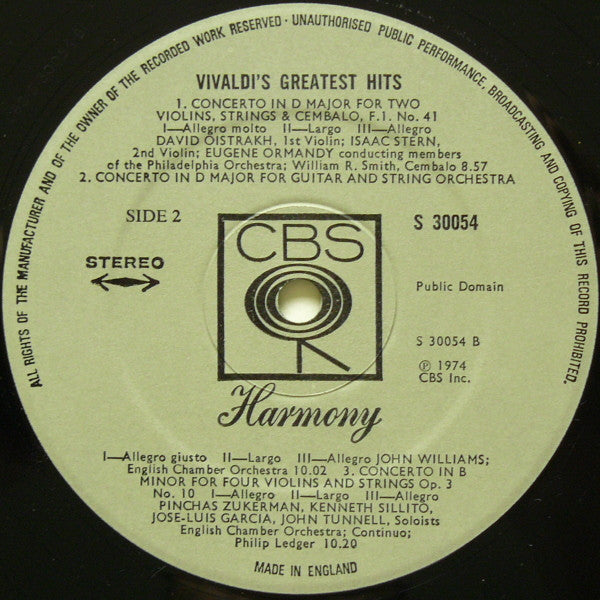 ALL RIGHTS OF THE MANUFACTURER AND OF THE OWNER OF THE RECORDED WORK RESERVED · UNAUTHORISED PUBLIC PERFORMANCE, BROADCASTING AND COPYING OF THIS RECORD PROHIBITED.
VIVALDI'S GREATEST HITS
1. CONCERTO IN D MAJOR FOR TWO
VIOLINS, STRINGS & CEMBALO, F.I. No. 41
I—Allegro molto II—Largo III—Allegro
DAVID OISTRAKH, 1st Violin; ISAAC STERN,
2nd Violin; EUGENE ORMANDY conducting members
of the Philadelphia Orchestra; William R. Smith, Cembalo 8.57
2. CONCERTO IN D MAJOR FOR GUITAR AND STRING ORCHESTRA
SIDE 2
S 30054
CBS
STEREO
Public Domain
S 30054 B
Ⓟ 1974
CBS Inc.
Harmony
I—Allegro giusto II—Largo III—Allegro JOHN WILLIAMS;
English Chamber Orchestra 10.02 3. CONCERTO IN B
MINOR FOR FOUR VIOLINS AND STRINGS Op. 3
No. 10 I—Allegro II—Largo III—Allegro
PINCHAS ZUKERMAN, KENNETH SILLITO,
JOSE-LUIS GARCIA, JOHN TUNNELL, Soloists
English Chamber Orchestra; Continuo;
Philip Ledger 10.20
MADE IN ENGLAND